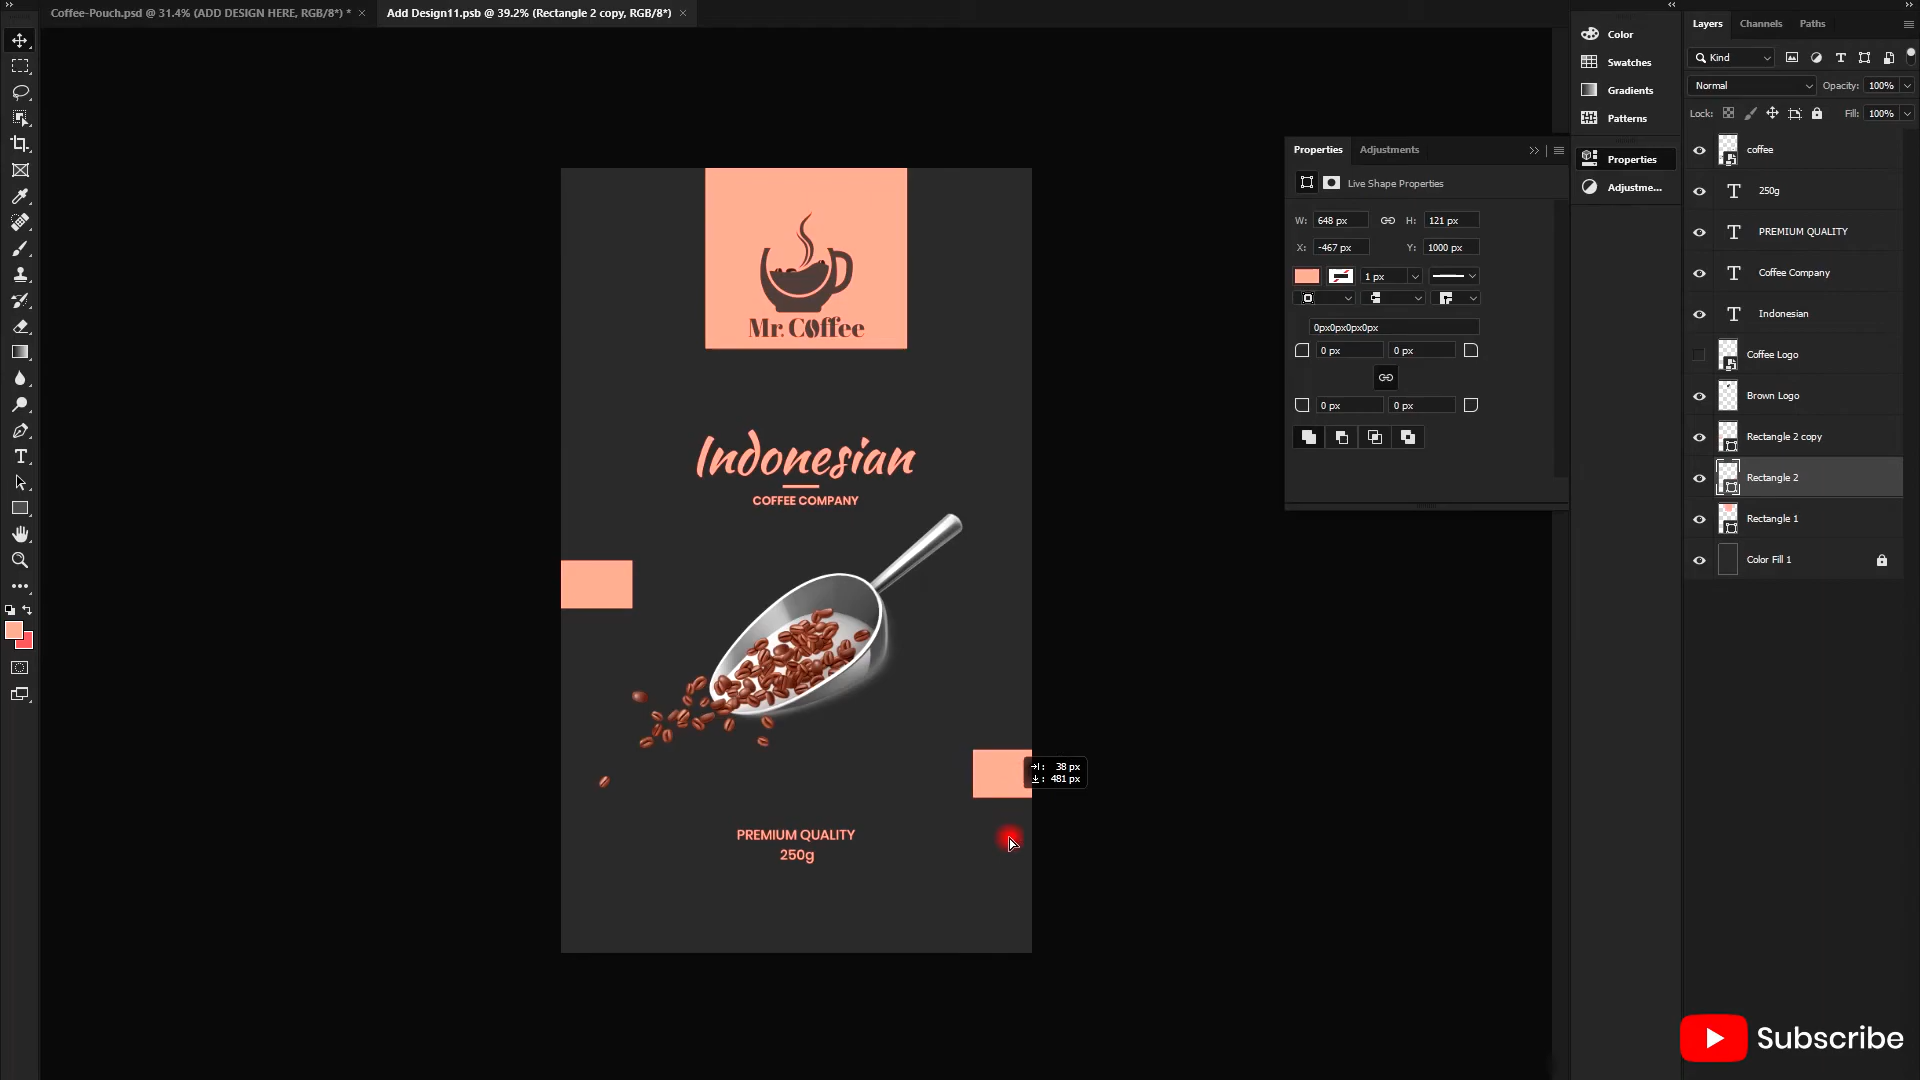 Coffee-Pouch.psd @ 31.4% (ADD DESIGN HERE, RGB/8*) *
Add Design11.psb @ 39.2% (Rectangle 2 copy, RGB/8*)
Mr. Coffee
Indonesian
COFFEE COMPANY
38 px
481 px
PREMIUM QUALITY
250g
Properties
Adjustments
Live Shape Properties
W: 648 px
H: 121 px
X: -467 px
Y: 1000 px
1 px
0px0px0px0px
0 px
0 px
0 px
0 px
Color
Swatches
Gradients
Patterns
Properties
Adjustme...
Layers
Channels
Paths
Kind
Normal
Opacity: 100%
Lock:
Fill: 100%
coffee
250g
PREMIUM QUALITY
Coffee Company
Indonesian
Coffee Logo
Brown Logo
Rectangle 2 copy
Rectangle 2
Rectangle 1
Color Fill 1
Subscribe